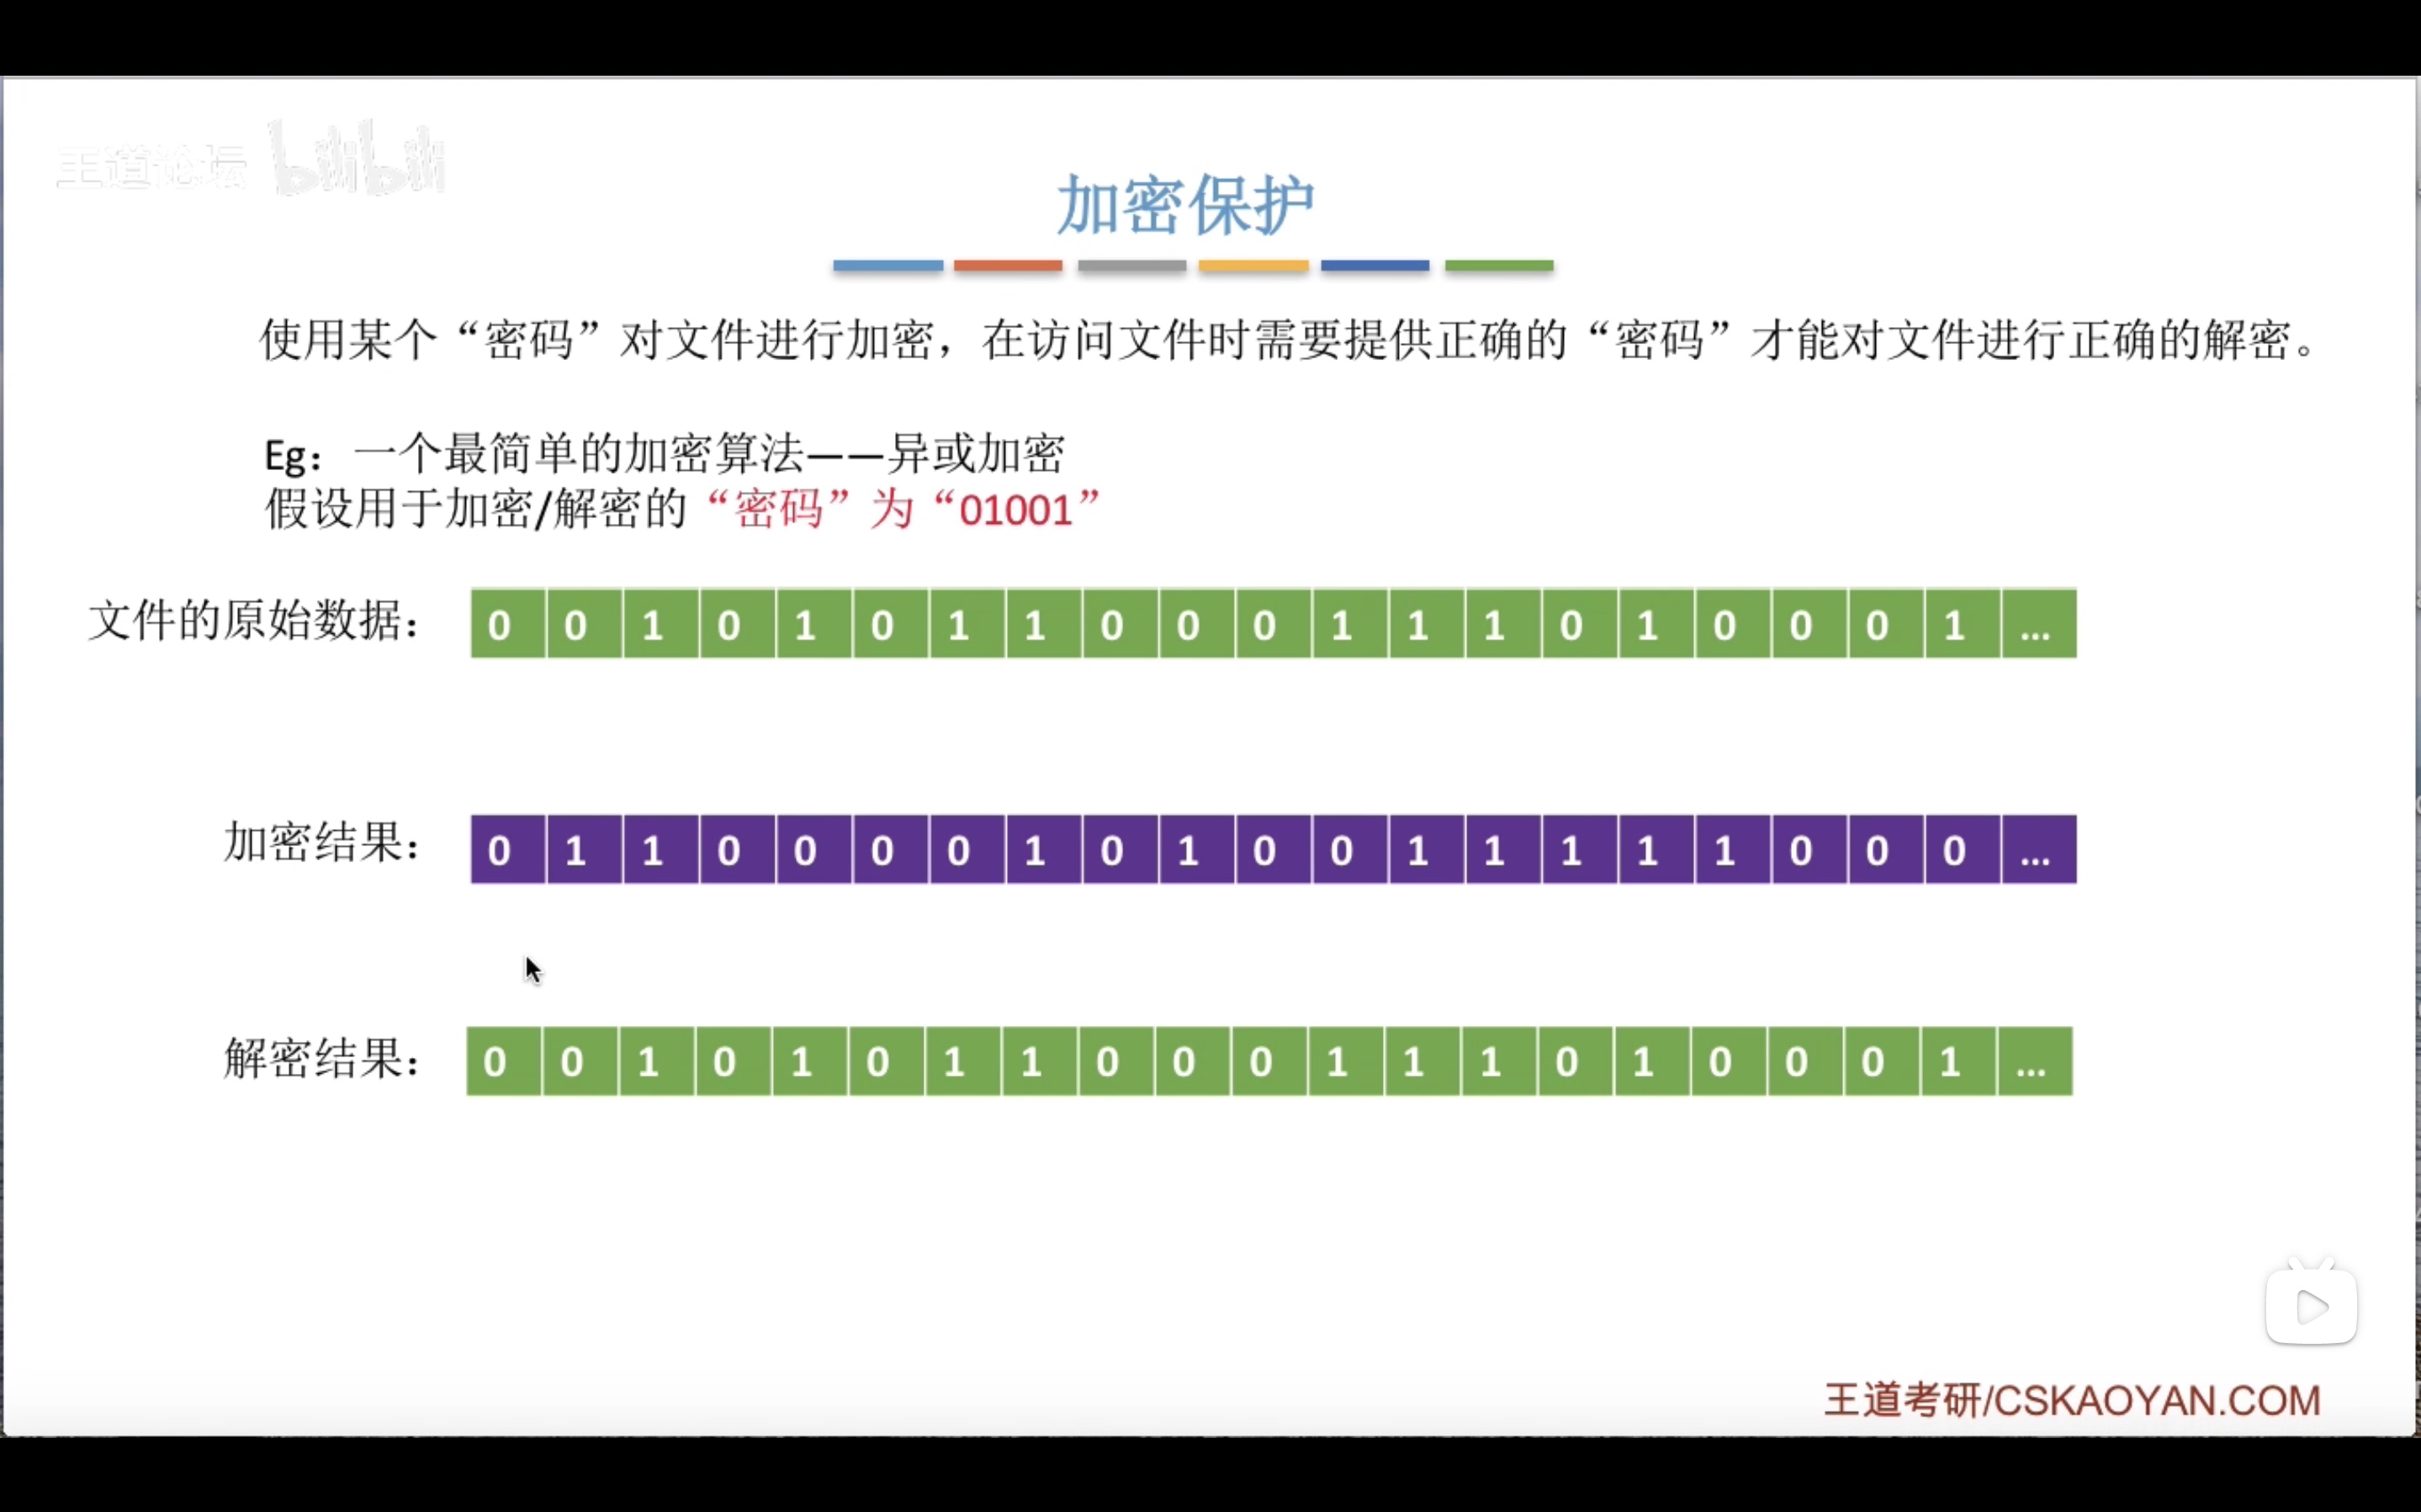 王道论坛 bilibili
加密保护
使用某个“密码”对文件进行加密，在访问文件时需要提供正确的“密码”才能对文件进行正确的解密。
Eg：一个最简单的加密算法——异或加密
假设用于加密/解密的“密码”为“01001”
文件的原始数据： 0 0 1 0 1 0 1 1 0 0 0 1 1 1 0 1 0 0 0 1 ...
加密结果： 0 1 1 0 0 0 0 1 0 1 0 0 1 1 1 1 1 0 0 0 ...
解密结果： 0 0 1 0 1 0 1 1 0 0 0 1 1 1 0 1 0 0 0 1 ...
王道考研/CSKAOYAN.COM